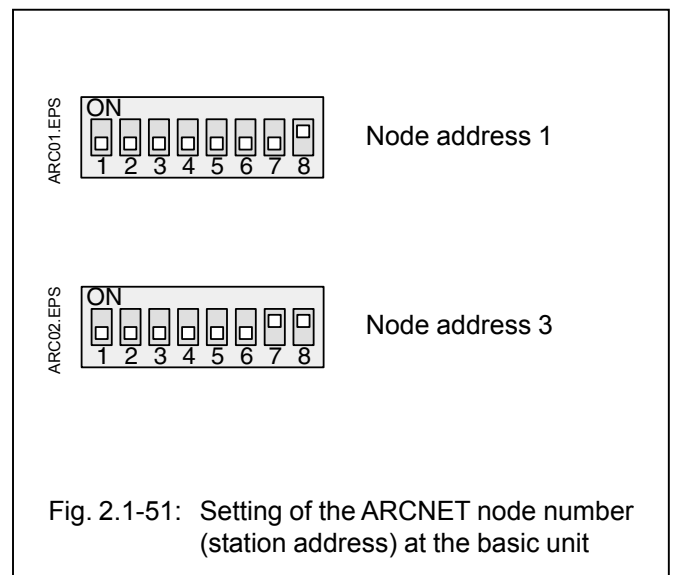 ARC01.EPS
ON
1 2 3 4 5 6 7 8
Node address 1
ARC02.EPS
ON
1 2 3 4 5 6 7 8
Node address 3
Fig. 2.1-51: Setting of the ARCNET node number
(station address) at the basic unit